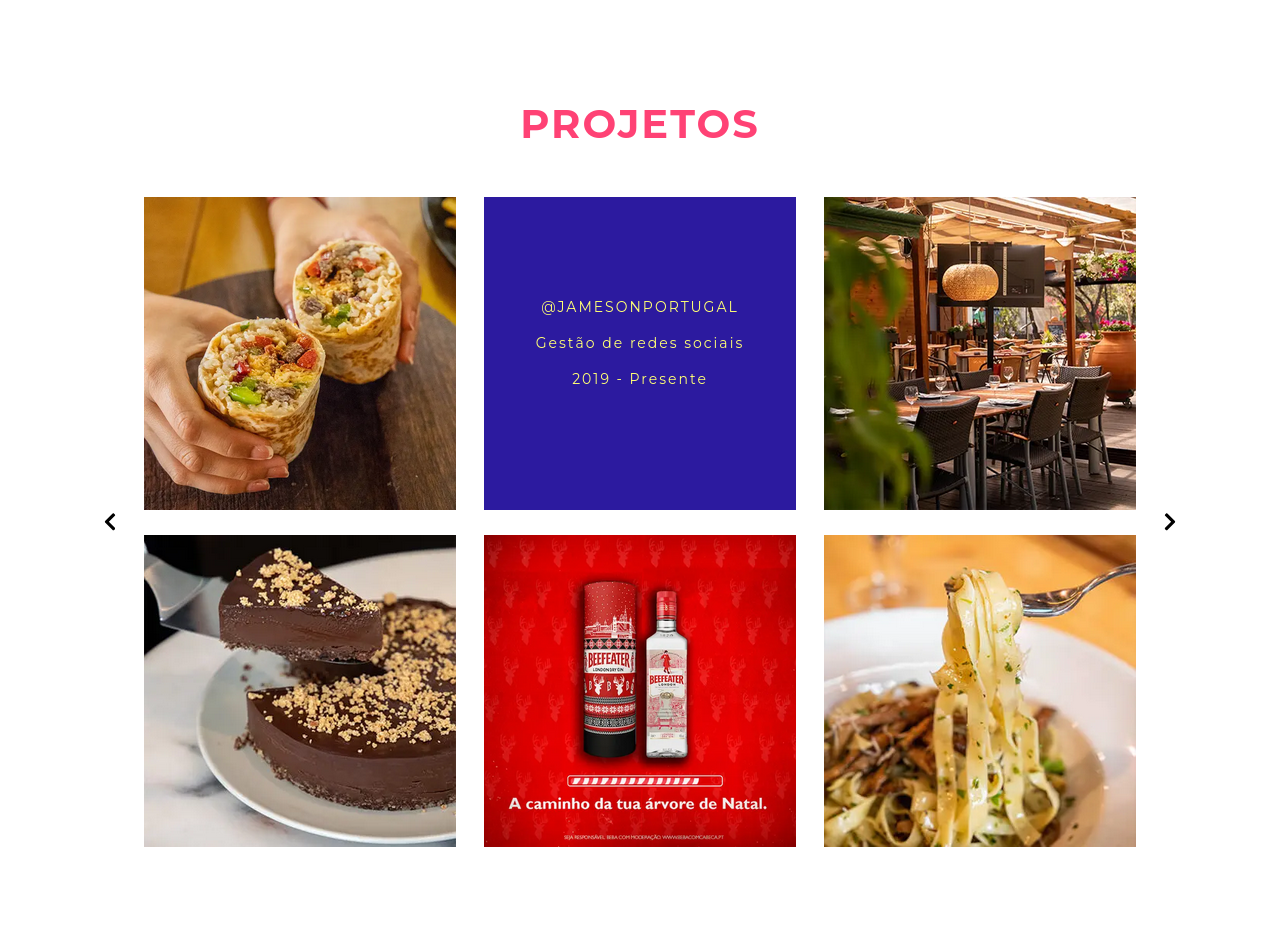 PROJETOS
@JAMESONPORTUGAL
Gestão de redes sociais
2019 - Presente
BEEFEATER
LONDON DRY GIN
B B
BEEFEATER
LONDON
A caminho da tua árvore de Natal.
SEJA RESPONSÁVEL. BEBA COM MODERAÇÃO. WWW.BEBACOMCABECA.PT